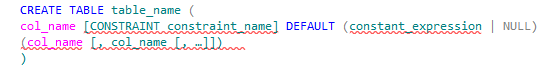 CREATE TABLE table_name (
col_name [CONSTRAINT constraint_name] DEFAULT (constant_expression | NULL)
(col_name [, col_name [, …]])
)